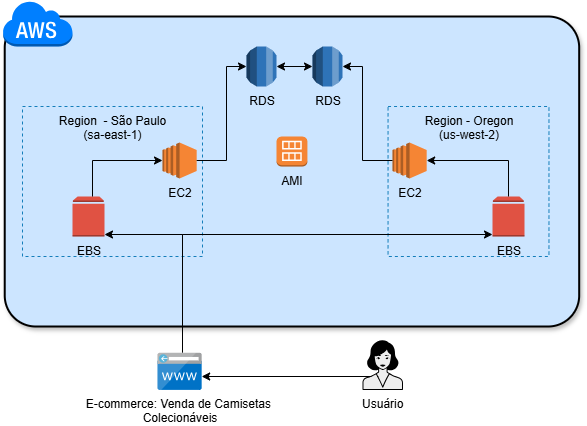 AWS
RDS
RDS
Region - São Paulo
(sa-east-1)
Region - Oregon
(us-west-2)
EC2
AMI
EC2
EBS
EBS
WWW
E-commerce: Venda de Camisetas
Colecionáveis
Usuário